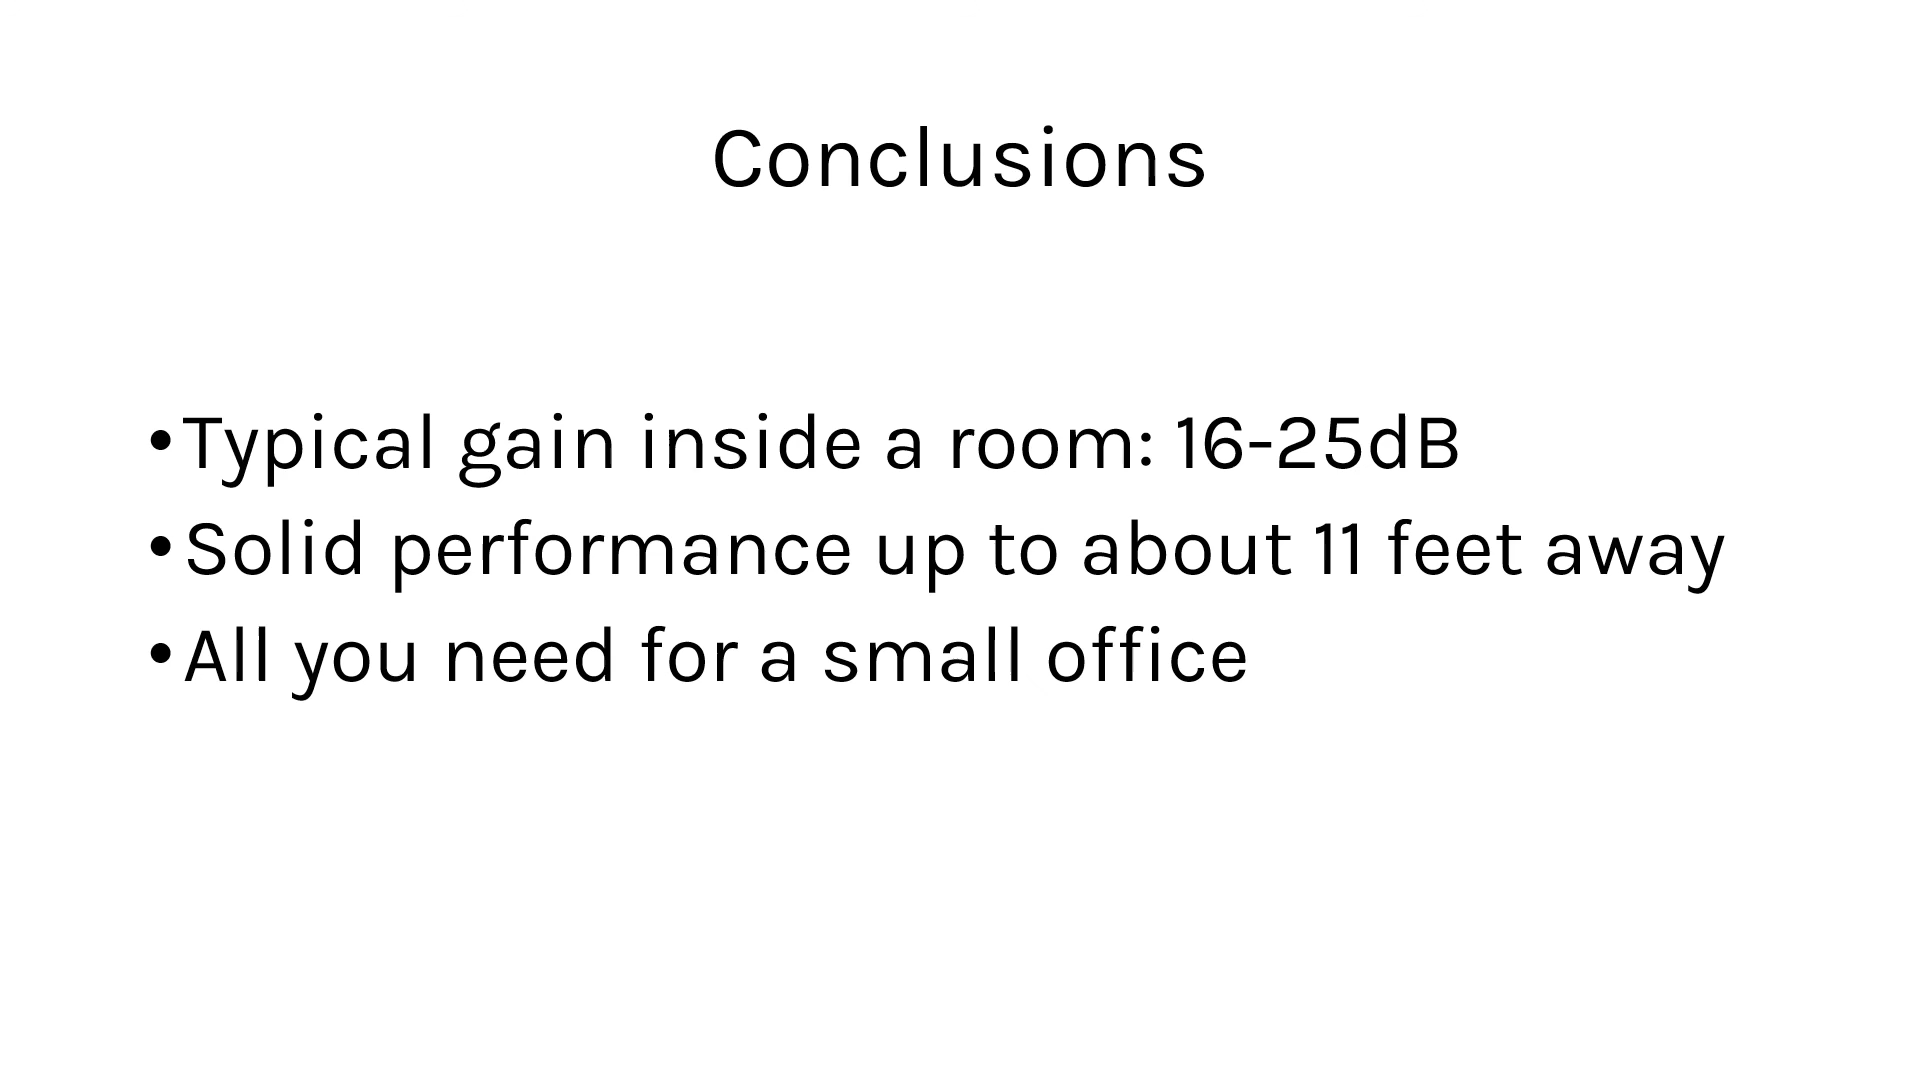 Conclusions
•Typical gain inside a room: 16-25dB
•Solid performance up to about 11 feet away
•All you need for a small office